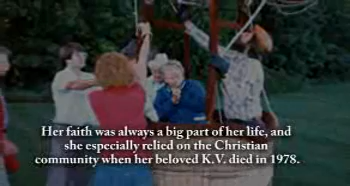 Her faith was always a big part of her life, and
she especially relied on the Christian
community when her beloved K.V. died in 1978.